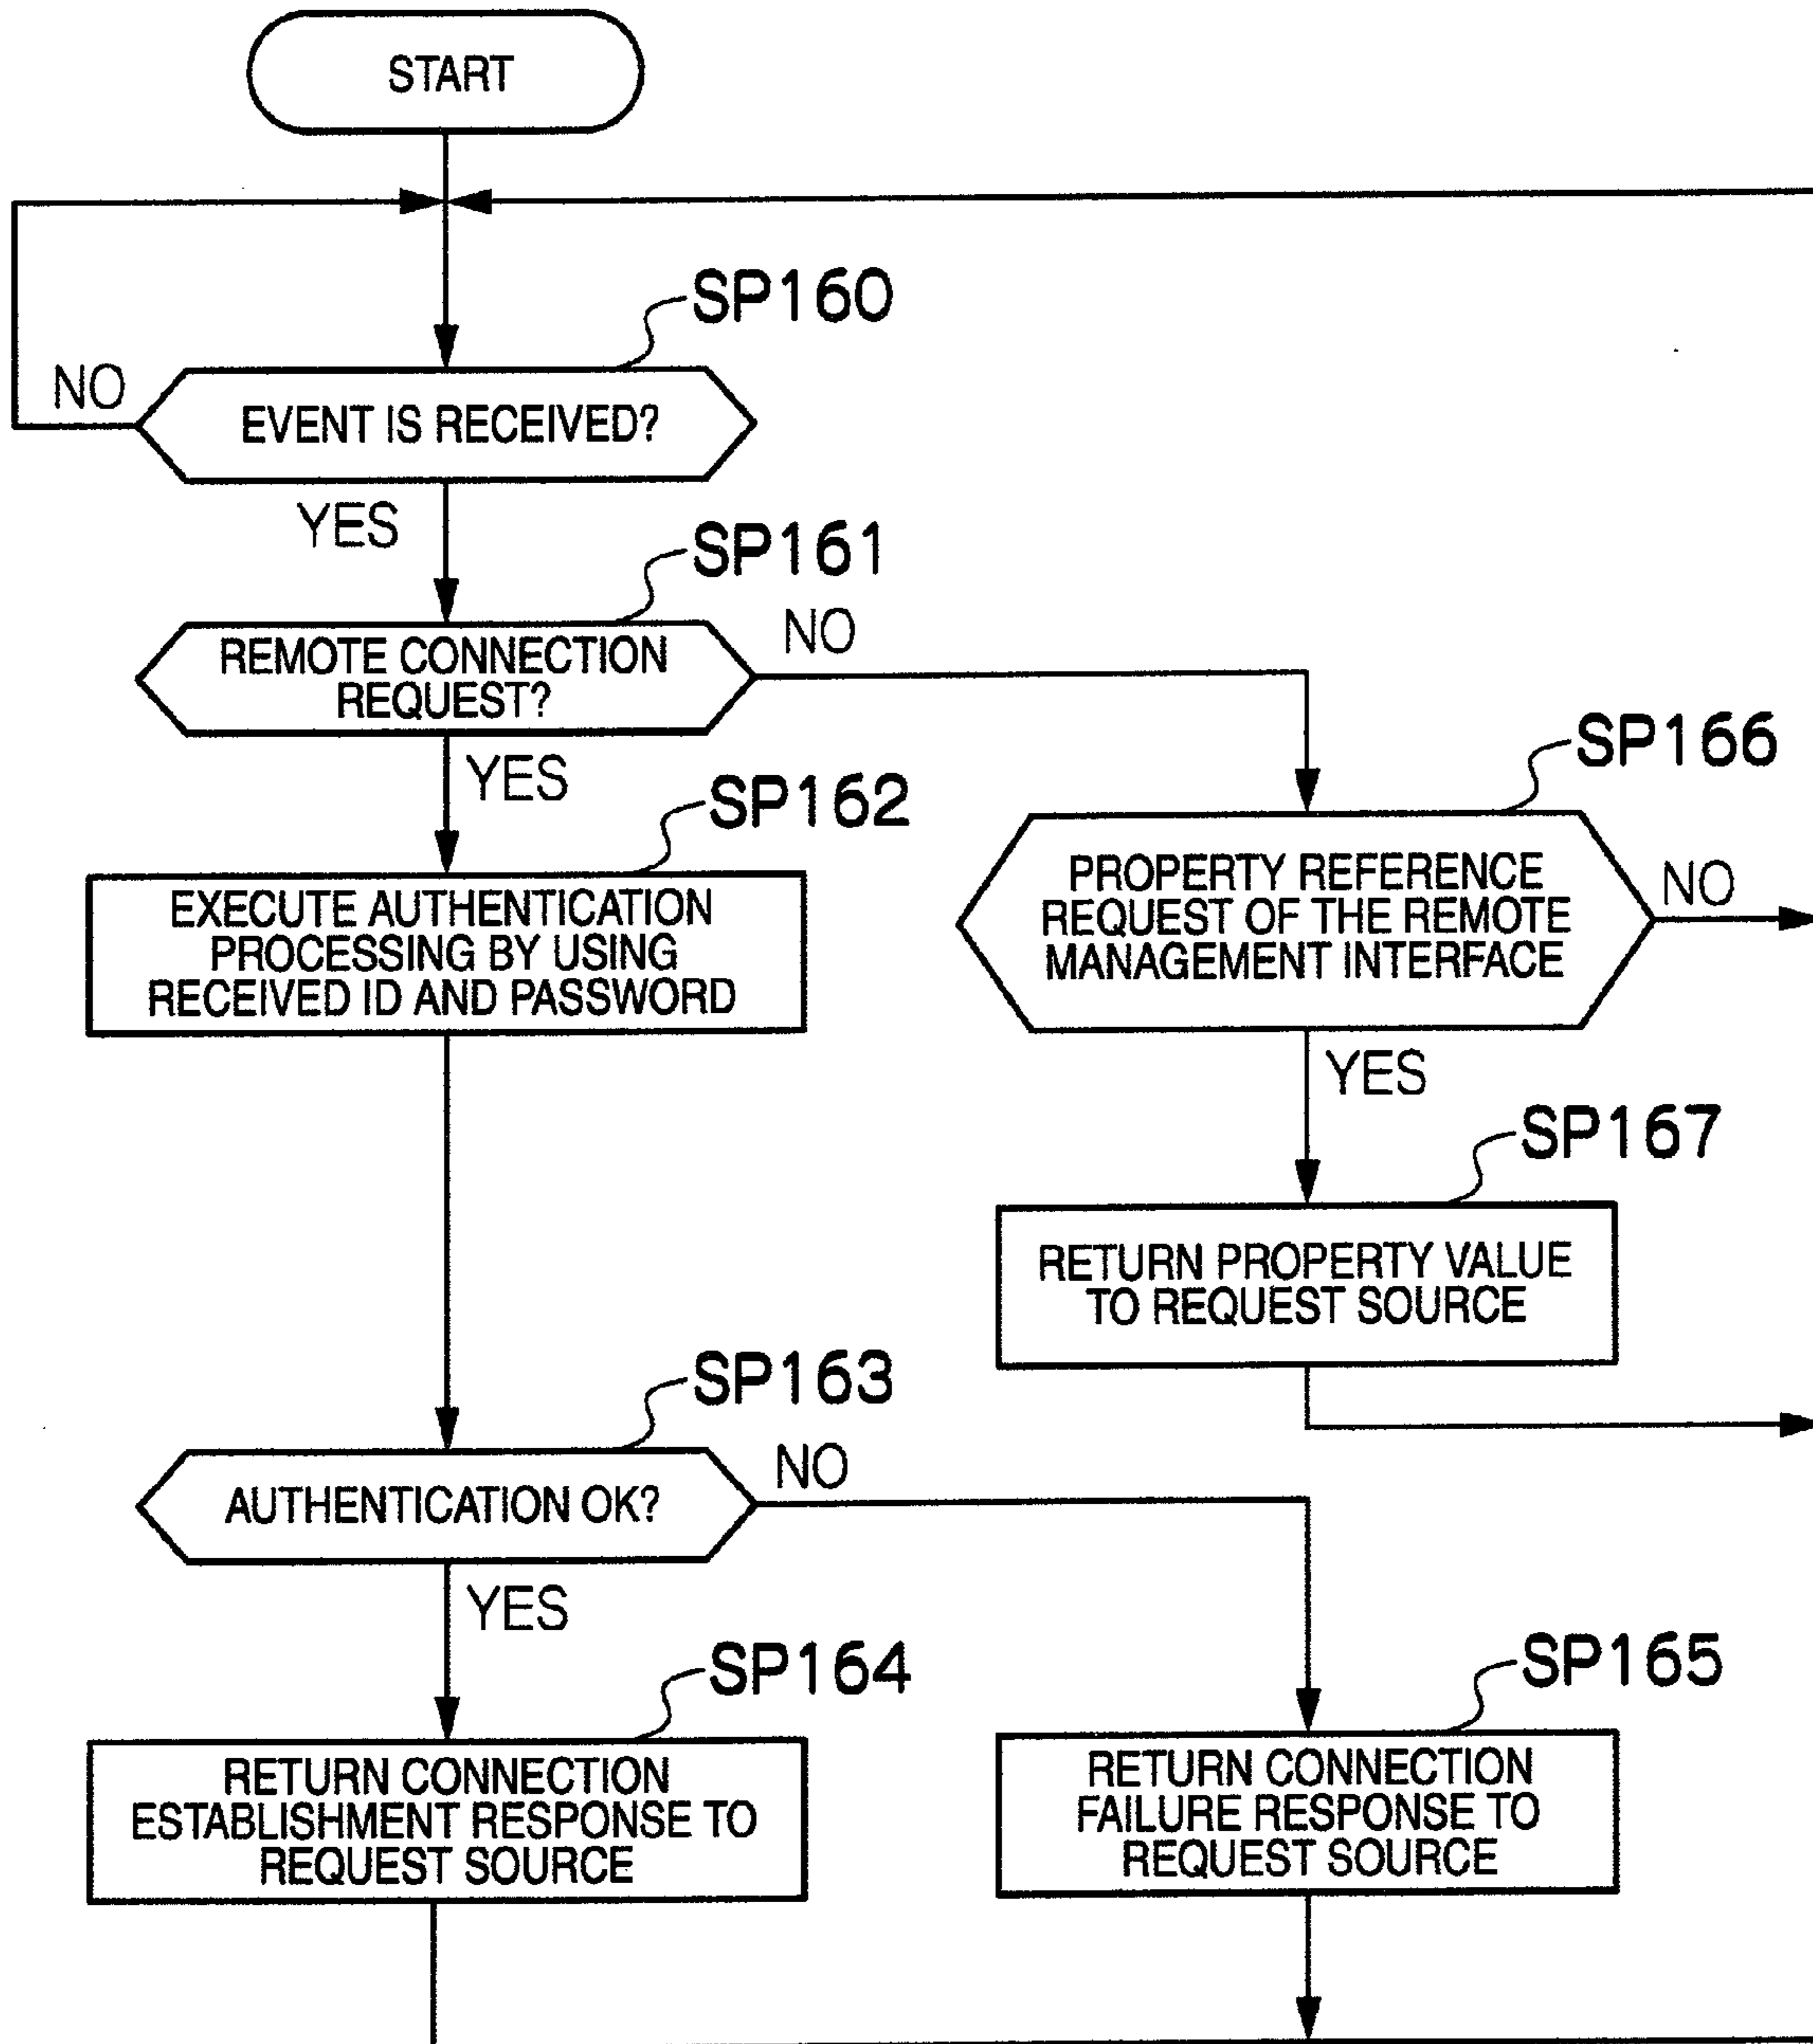 START
SP160
NO
EVENT IS RECEIVED?
YES
SP161
NO
REMOTE CONNECTION
REQUEST?
YES
SP162
EXECUTE AUTHENTICATION
PROCESSING BY USING
RECEIVED ID AND PASSWORD
SP166
PROPERTY REFERENCE
REQUEST OF THE REMOTE
MANAGEMENT INTERFACE
NO
YES
SP167
RETURN PROPERTY VALUE
TO REQUEST SOURCE
SP163
NO
AUTHENTICATION OK?
YES
SP164
RETURN CONNECTION
ESTABLISHMENT RESPONSE TO
REQUEST SOURCE
SP165
RETURN CONNECTION
FAILURE RESPONSE TO
REQUEST SOURCE